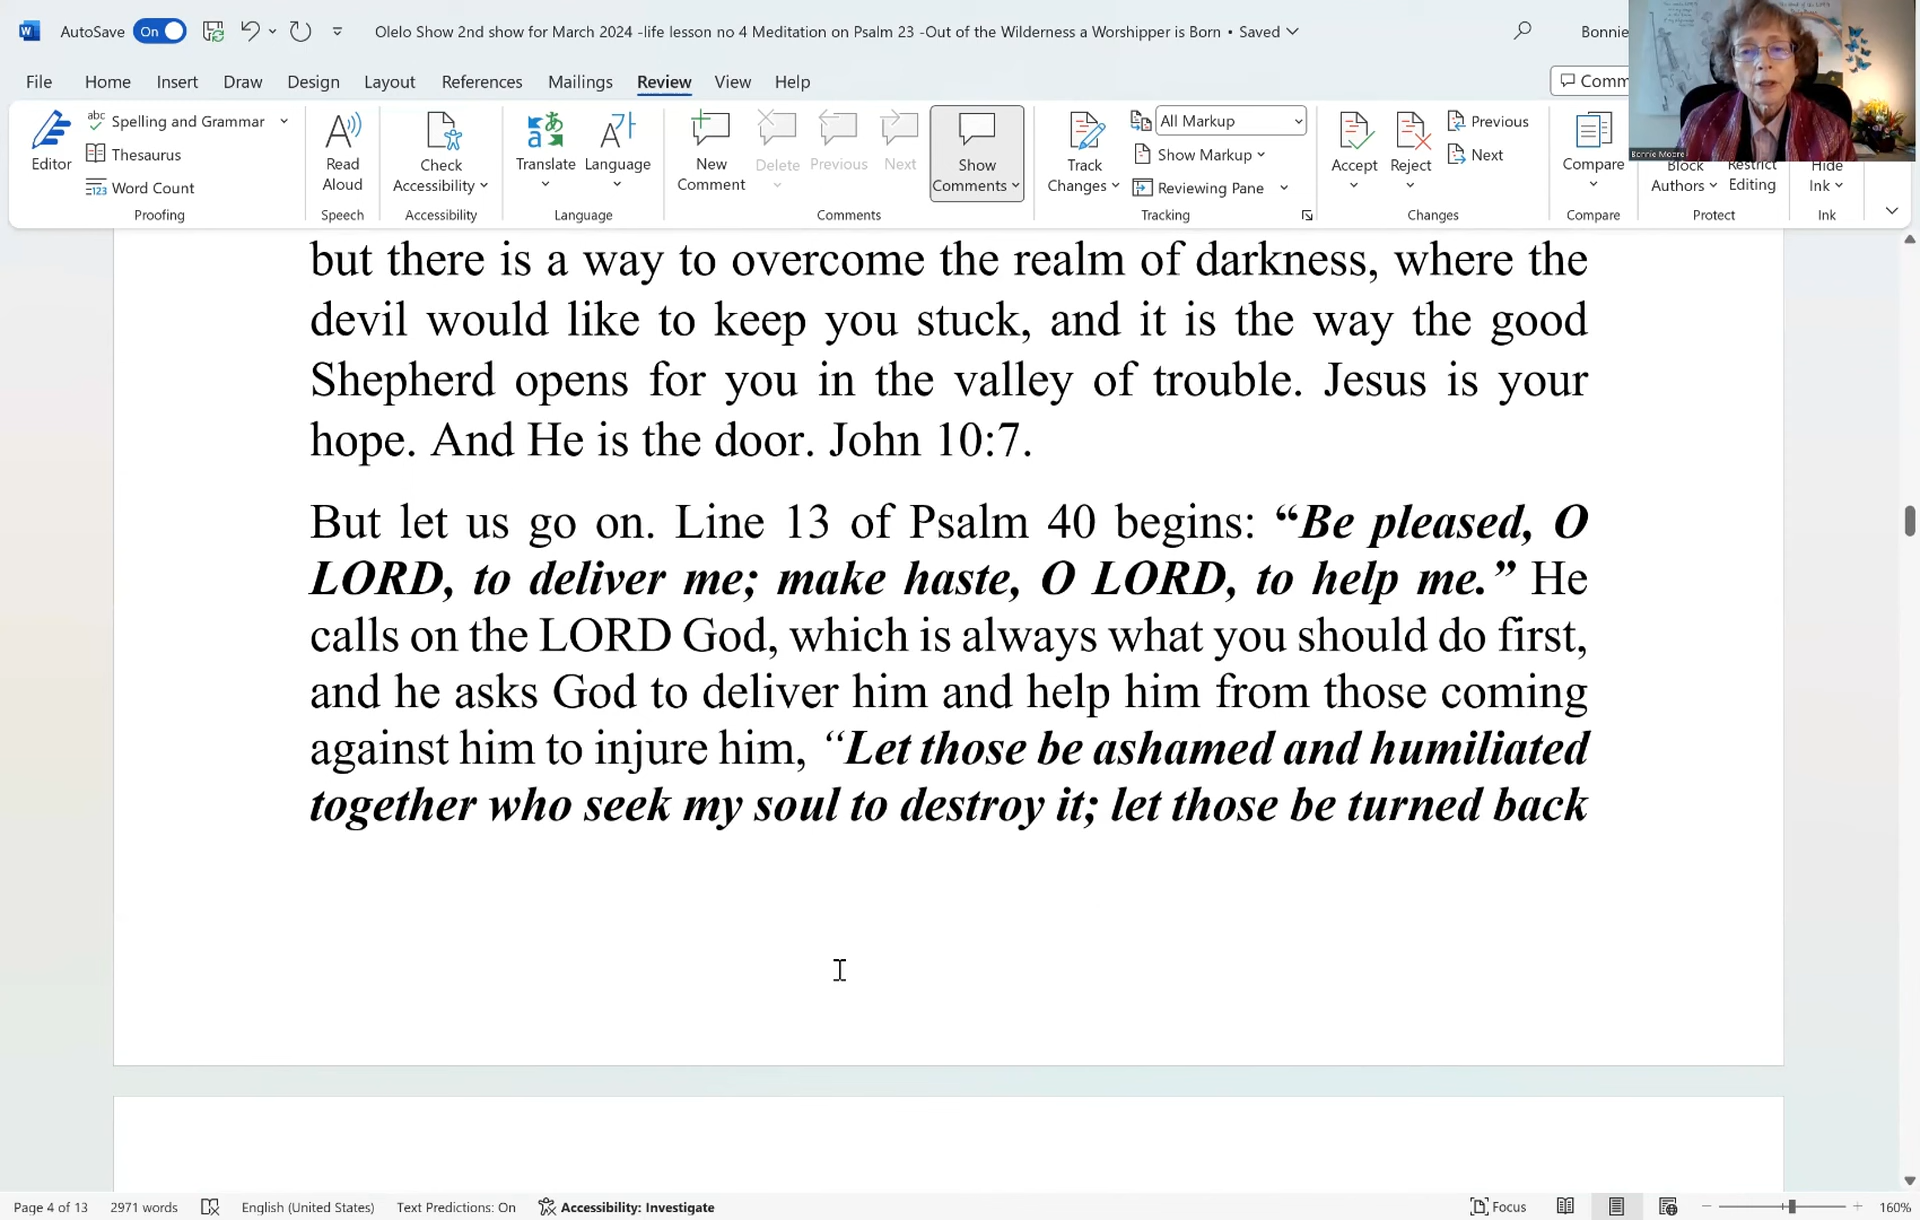 AutoSave On Olelo Show 2nd show for March 2024 -life lesson no 4 Meditation on Psalm 23 -Out of the Wilderness a Worshipper is Born • Saved Bonnie
File Home Insert Draw Design Layout References Mailings Review View Help Comm
Editor
abc Spelling and Grammar
Thesaurus
123 Word Count
Proofing
Read Aloud
Speech
Check Accessibility
Accessibility
Translate
Language
Language
New Comment
Delete
Previous
Next
Show Comments
Comments
Track Changes
All Markup
Show Markup
Reviewing Pane
Tracking
Accept
Reject
Previous
Next
Changes
Compare
Compare
Block Authors
Restrict Editing
Protect
Hide Ink
Ink
Bonnie Moore
but there is a way to overcome the realm of darkness, where the
devil would like to keep you stuck, and it is the way the good
Shepherd opens for you in the valley of trouble. Jesus is your
hope. And He is the door. John 10:7.
But let us go on. Line 13 of Psalm 40 begins: “Be pleased, O
LORD, to deliver me; make haste, O LORD, to help me.” He
calls on the LORD God, which is always what you should do first,
and he asks God to deliver him and help him from those coming
against him to injure him, “Let those be ashamed and humiliated
together who seek my soul to destroy it; let those be turned back
Page 4 of 13 2971 words English (United States) Text Predictions: On Accessibility: Investigate Focus 160%